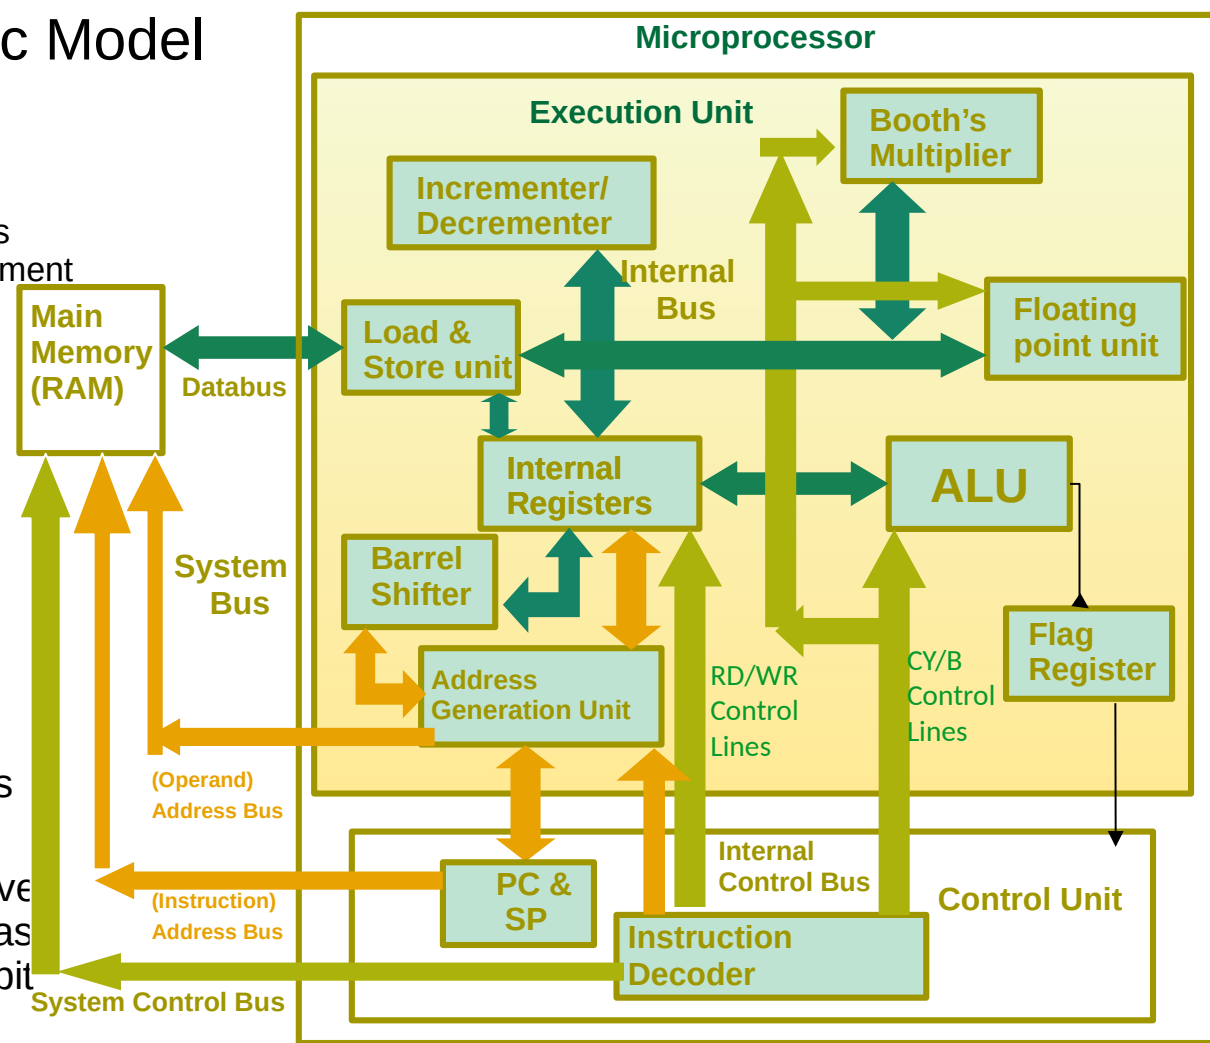 c Model
Microprocessor
Execution Unit
Booth's
Multiplier
Incrementer/
Decrementer
s
ment
Internal
Bus
Main
Memory
(RAM)
Databus
Load &
Store unit
Floating
point unit
Internal
Registers
ALU
System
Bus
Barrel
Shifter
Flag
Register
Address
Generation Unit
RD/WR
Control
Lines
CY/B
Control
Lines
s
(Operand)
Address Bus
Internal
Control Bus
Control Unit
PC &
SP
ve
(Instruction)
Address Bus
as
Instruction
Decoder
bit
System Control Bus